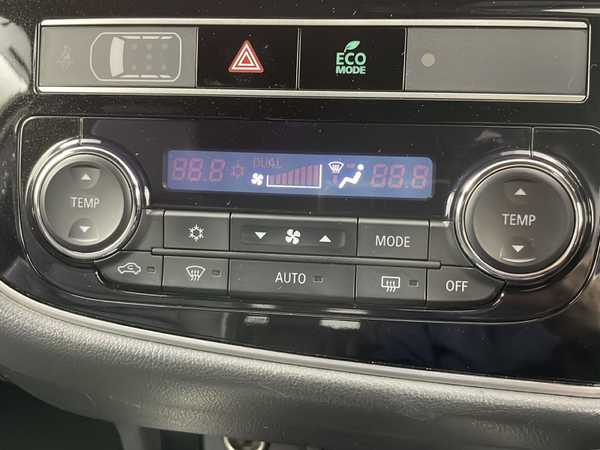 ECO
MODE
88.8 DUAL 88.8
TEMP
TEMP
MODE
AUTO
OFF